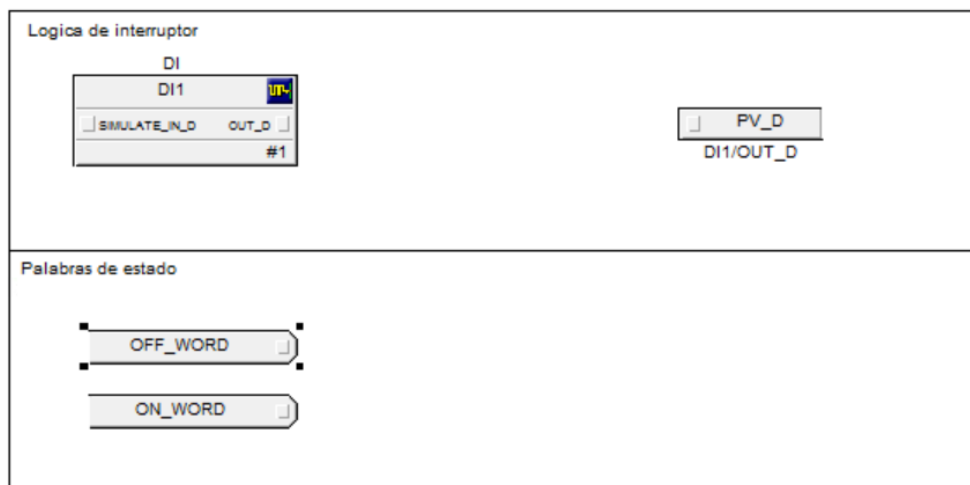 Logica de interruptor
DI
DI1
SIMULATE_IN_D OUT_D
#1
PV_D
DI1/OUT_D
Palabras de estado
OFF_WORD
ON_WORD